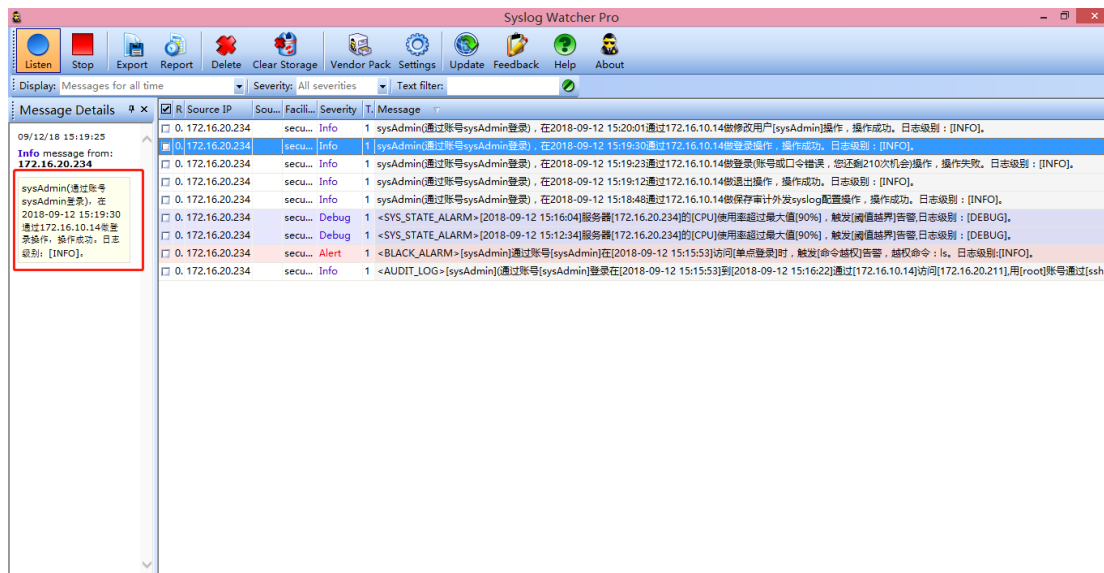 Syslog Watcher Pro
Listen Stop Export Report Delete Clear Storage Vendor Pack Settings Update Feedback Help About
Display: Messages for all time Severity: All severities Text filter:
Message Details
R Source IP Sou... Facili... Severity T. Message
09/12/18 15:19:25
Info message from:
172.16.20.234
sysAdmin(通过账号
sysAdmin登录)，在
2018-09-12 15:19:30
通过172.16.10.14做登
录操作，操作成功。日志
级别：[INFO]。
0. 172.16.20.234 secu... Info 1 sysAdmin(通过账号sysAdmin登录)，在2018-09-12 15:20:01通过172.16.10.14做修改用户[sysAdmin]操作，操作成功。日志级别：[INFO]。
0. 172.16.20.234 secu... Info 1 sysAdmin(通过账号sysAdmin登录)，在2018-09-12 15:19:30通过172.16.10.14做登录操作，操作成功。日志级别：[INFO]。
0. 172.16.20.234 secu... Info 1 sysAdmin(通过账号sysAdmin登录)，在2018-09-12 15:19:23通过172.16.10.14做登录(账号或口令错误，您还剩210次机会)操作，操作失败。日志级别：[INFO]。
0. 172.16.20.234 secu... Info 1 sysAdmin(通过账号sysAdmin登录)，在2018-09-12 15:19:12通过172.16.10.14做退出操作，操作成功。日志级别：[INFO]。
0. 172.16.20.234 secu... Info 1 sysAdmin(通过账号sysAdmin登录)，在2018-09-12 15:18:48通过172.16.10.14做保存审计外发syslog配置操作，操作成功。日志级别：[INFO]。
0. 172.16.20.234 secu... Debug 1 <SYS_STATE_ALARM>[2018-09-12 15:16:04]服务器[172.16.20.234]的[CPU]使用率超过最大值[90%]，触发[阈值越界]告警,日志级别：[DEBUG]。
0. 172.16.20.234 secu... Debug 1 <SYS_STATE_ALARM>[2018-09-12 15:12:34]服务器[172.16.20.234]的[CPU]使用率超过最大值[90%]，触发[阈值越界]告警,日志级别：[DEBUG]。
0. 172.16.20.234 secu... Alert 1 <BLACK_ALARM>[sysAdmin]通过账号[sysAdmin]在[2018-09-12 15:15:53]访问[单点登录]时，触发[命令越权]告警，越权命令：ls。日志级别:[INFO]。
0. 172.16.20.234 secu... Info 1 <AUDIT_LOG>[sysAdmin](通过账号[sysAdmin]登录在[2018-09-12 15:15:53]到[2018-09-12 15:16:22]通过[172.16.10.14]访问[172.16.20.211],用[root]账号通过[ssh